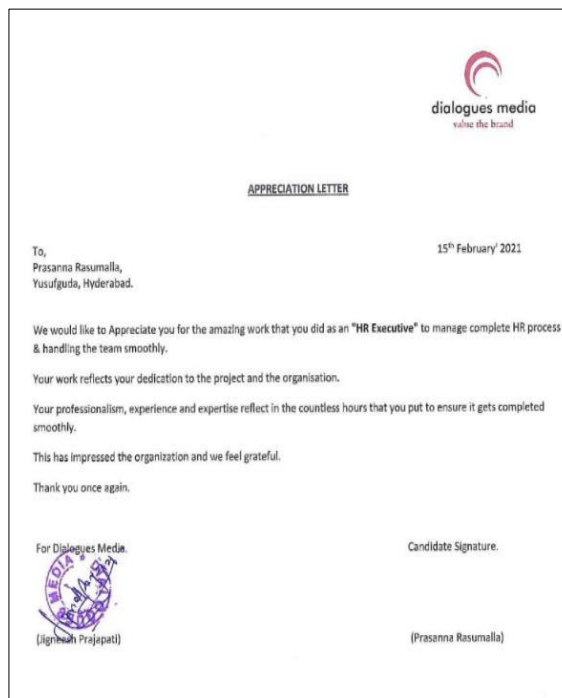 dialogues media
value the brand
APPRECIATION LETTER
To,
15th February' 2021
Prasanna Rasumalla,
Yusufguda, Hyderabad.
We would like to Appreciate you for the amazing work that you did as an "HR Executive" to manage complete HR process
& handling the team smoothly.
Your work reflects your dedication to the project and the organisation.
Your professionalism, experience and expertise reflect in the countless hours that you put to ensure it gets completed
smoothly.
This has impressed the organization and we feel grateful.
Thank you once again.
For Dialogues Media.
Candidate Signature.
MEDIA
(Jigneesh Prajapati)
(Prasanna Rasumalla)